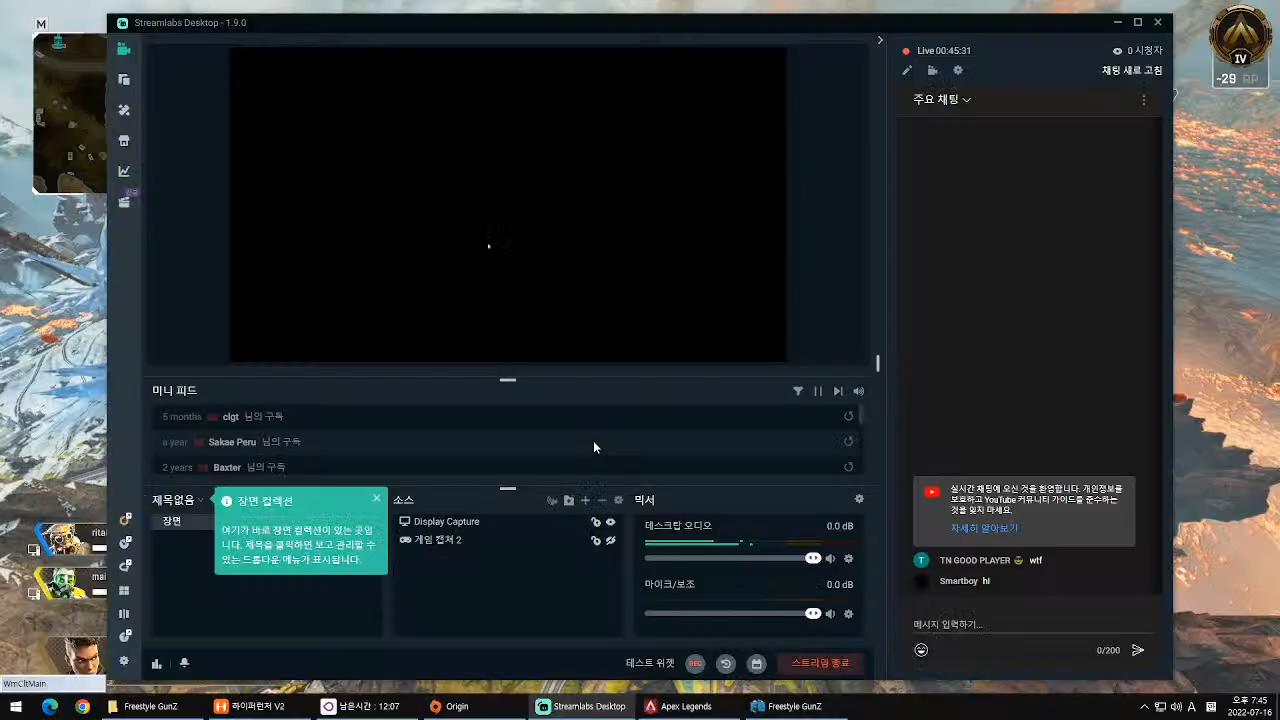 M
Streamlabs Desktop - 1.9.0
IV
-29 RP
Live 00:45:31
0 시청자
채팅 새로 고침
주요 채팅
미니 피드
5 months clgt 님의 구독
a year Sakae Peru 님의 구독
2 years Baxter 님의 구독
제목없음
장면
장면 컬렉션
여기가 바로 장면 컬렉션이 있는 곳입
니다. 제목을 클릭하면 보고 관리할 수
있는 드롭다운 메뉴가 표시됩니다.
소스
Display Capture
게임 캡처 2
믹서
데스크탑 오디오 0.0 dB
마이크/보조 0.0 dB
실시간 채팅에 오신 것을 환영합니다. 개인정보를
보호하고 YouTube 커뮤니티 가이드를 준수하는
것을 잊지 마세요.
자세히 알아보기
T TN GOOD PLAYER wtf
Smartboy hi
메시지 입력하기...
0/200
테스트 위젯
REC
스트리밍 종료
rita
mai
WmCltMain.
Freestyle GunZ
하이퍼런처 V2
남은시간 : 12:07
Origin
Streamlabs Desktop
Apex Legends
Freestyle GunZ
A
오후 7:45
2022-07-16